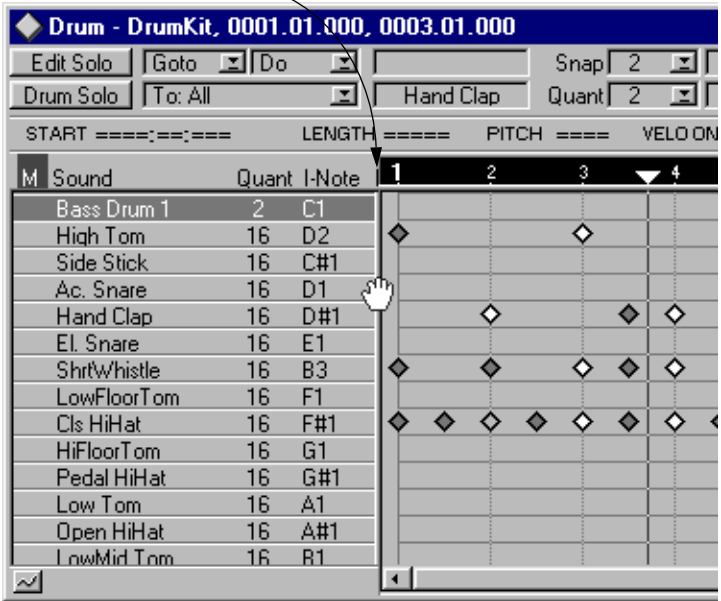 Drum - DrumKit, 0001.01.000, 0003.01.000
Edit Solo Goto Do Snap 2
Drum Solo To: All Hand Clap Quant 2
START ====:==:=== LENGTH ===== PITCH ==== VELO ON
M Sound Quant I-Note 1 2 3 4
Bass Drum 1 2 C1
High Tom 16 D2
Side Stick 16 C#1
Ac. Snare 16 D1
Hand Clap 16 D#1
El. Snare 16 E1
ShrtWhistle 16 B3
LowFloorTom 16 F1
Cls HiHat 16 F#1
HiFloorTom 16 G1
Pedal HiHat 16 G#1
Low Tom 16 A1
Open HiHat 16 A#1
LowMid Tom 16 B1